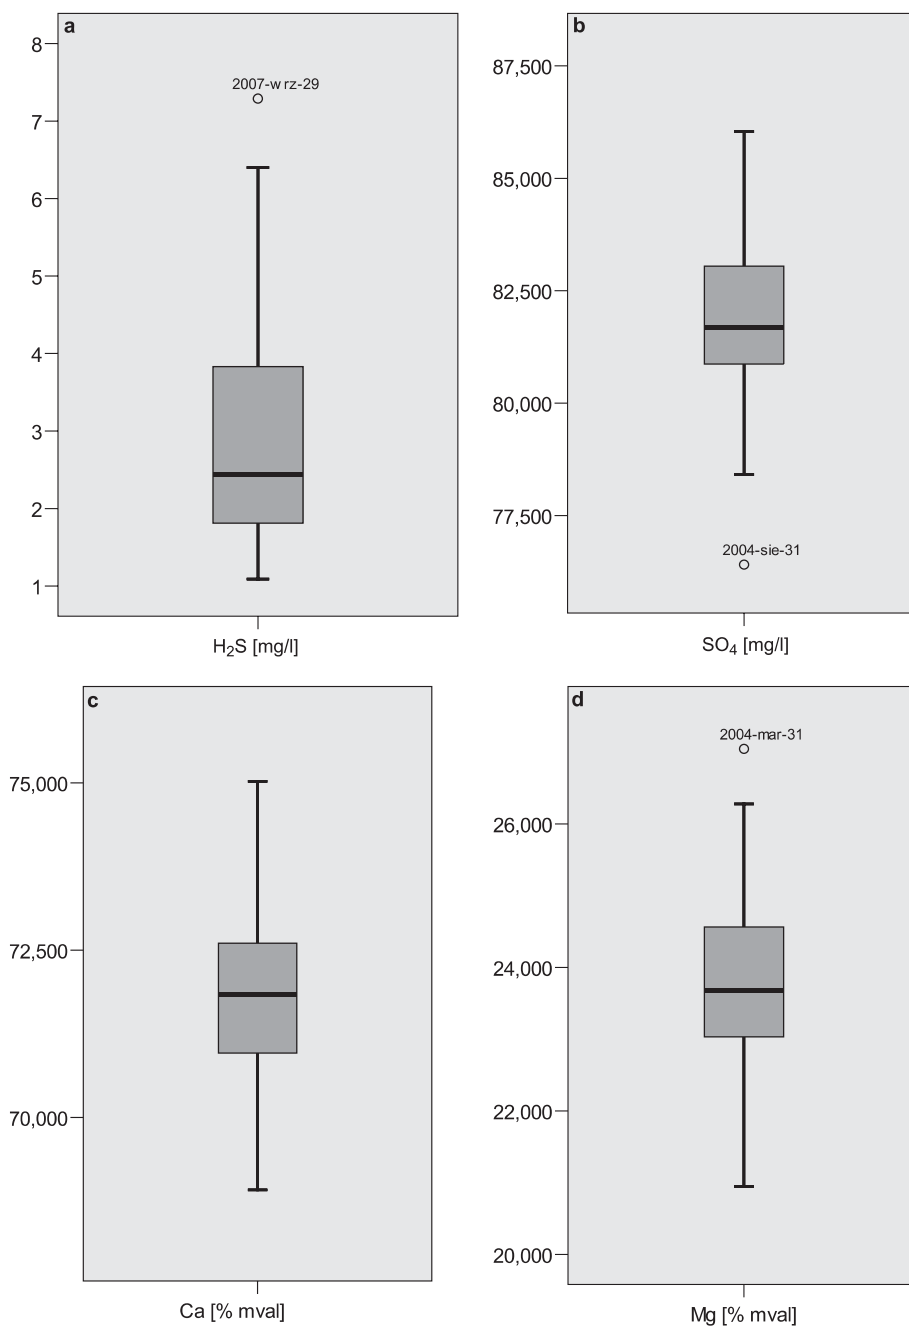 a
8
2007-w rz-29
7
6
5
4
3
2
1
H₂S [mg/l]
b
87,500
85,000
82,500
80,000
77,500
2004-sie-31
SO₄ [mg/l]
c
75,000
72,500
70,000
Ca [% mval]
d
2004-mar-31
26,000
24,000
22,000
20,000
Mg [% mval]